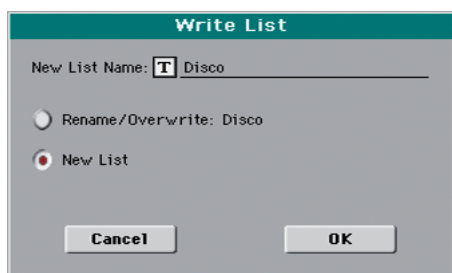 Write List
New List Name: T Disco
Rename/Overwrite: Disco
New List
Cancel OK